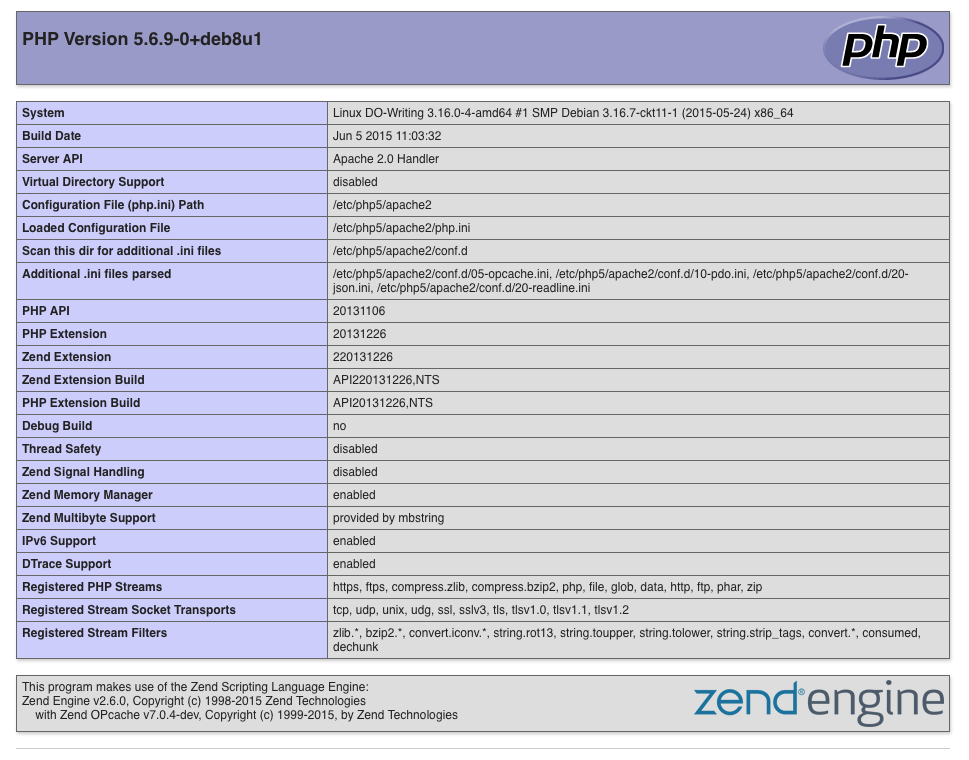 PHP Version 5.6.9-0+deb8u1
php
System Linux DO-Writing 3.16.0-4-amd64 #1 SMP Debian 3.16.7-ckt11-1 (2015-05-24) x86_64
Build Date Jun 5 2015 11:03:32
Server API Apache 2.0 Handler
Virtual Directory Support disabled
Configuration File (php.ini) Path /etc/php5/apache2
Loaded Configuration File /etc/php5/apache2/php.ini
Scan this dir for additional .ini files /etc/php5/apache2/conf.d
Additional .ini files parsed /etc/php5/apache2/conf.d/05-opcache.ini, /etc/php5/apache2/conf.d/10-pdo.ini, /etc/php5/apache2/conf.d/20-
json.ini, /etc/php5/apache2/conf.d/20-readline.ini
PHP API 20131106
PHP Extension 20131226
Zend Extension 220131226
Zend Extension Build API220131226,NTS
PHP Extension Build API20131226,NTS
Debug Build no
Thread Safety disabled
Zend Signal Handling disabled
Zend Memory Manager enabled
Zend Multibyte Support provided by mbstring
IPv6 Support enabled
DTrace Support enabled
Registered PHP Streams https, ftps, compress.zlib, compress.bzip2, php, file, glob, data, http, ftp, phar, zip
Registered Stream Socket Transports tcp, udp, unix, udg, ssl, sslv3, tls, tlsv1.0, tlsv1.1, tlsv1.2
Registered Stream Filters zlib.*, bzip2.*, convert.iconv.*, string.rot13, string.toupper, string.tolower, string.strip_tags, convert.*, consumed,
dechunk
This program makes use of the Zend Scripting Language Engine:
Zend Engine v2.6.0, Copyright (c) 1998-2015 Zend Technologies
with Zend OPcache v7.0.4-dev, Copyright (c) 1999-2015, by Zend Technologies
zend® engine